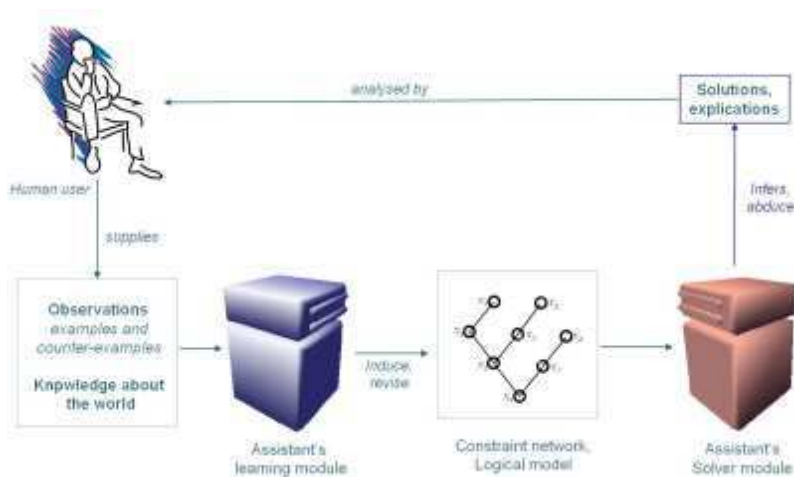 analysed by
Solutions,
explications
Human user
Infers,
abduce
supplies
Observations
examples and
counter-examples
Knpwledge about
the world
Induce,
revise
Assistant's
learning module
Constraint network,
Logical model
Assistant's
Solver module